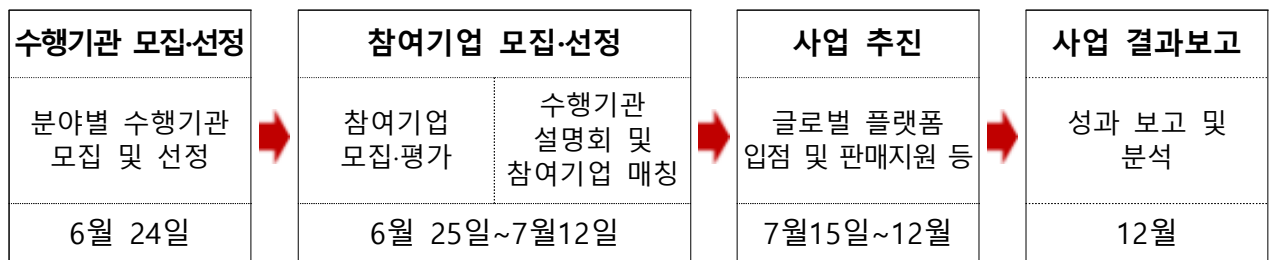 수행기관 모집·선정
분야별 수행기관
모집 및 선정
6월 24일
참여기업 모집·선정
참여기업
모집·평가
수행기관
설명회 및
참여기업 매칭
6월 25일~7월12일
사업 추진
글로벌 플랫폼
입점 및 판매지원 등
7월15일~12월
사업 결과보고
성과 보고 및
분석
12월